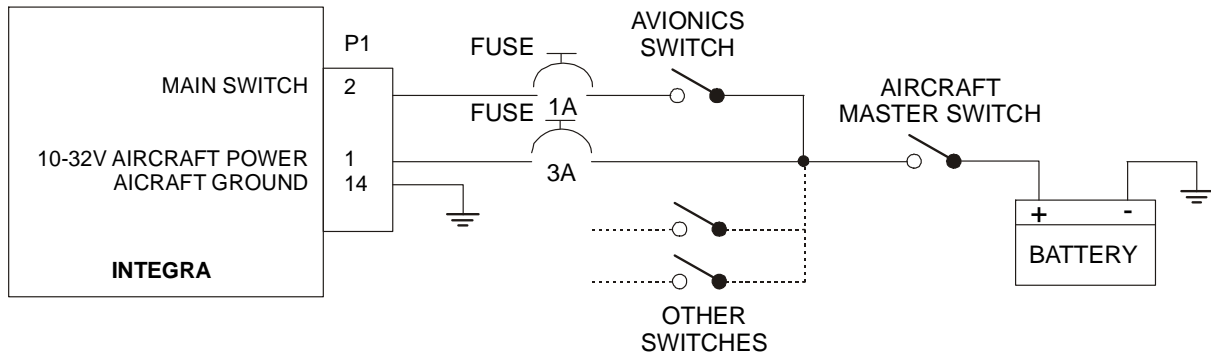 AVIONICS
SWITCH
P1
FUSE
MAIN SWITCH
2
1A
AIRCRAFT
MASTER SWITCH
FUSE
10-32V AIRCRAFT POWER
1
3A
AICRAFT GROUND
14
+
-
BATTERY
INTEGRA
OTHER
SWITCHES